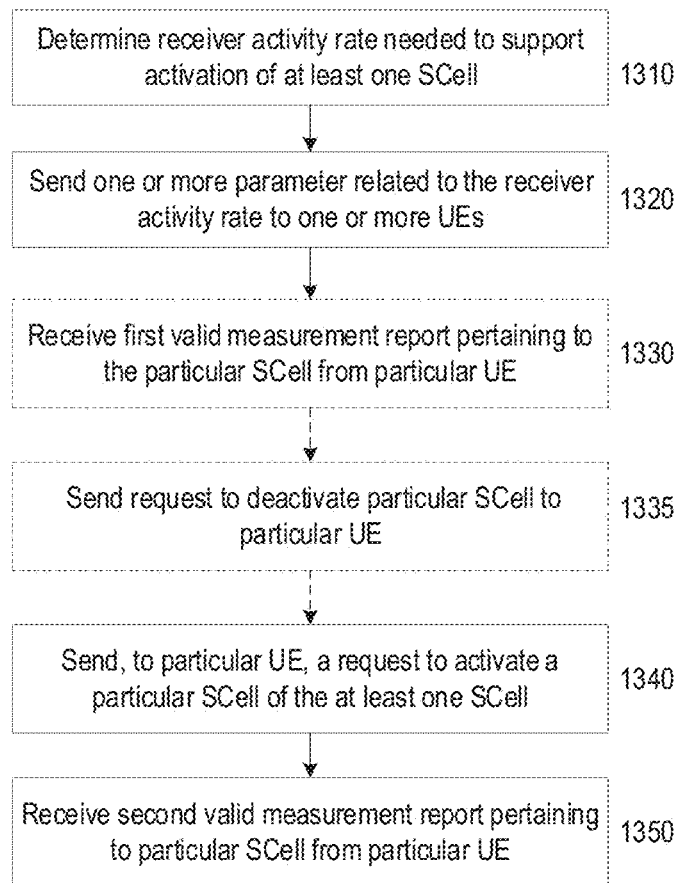 Determine receiver activity rate needed to support
activation of at least one SCell
1310
Send one or more parameter related to the receiver
activity rate to one or more UEs
1320
Receive first valid measurement report pertaining to
the particular SCell from particular UE
1330
Send request to deactivate particular SCell to
particular UE
1335
Send, to particular UE, a request to activate a
particular SCell of the at least one SCell
1340
Receive second valid measurement report pertaining
to particular SCell from particular UE
1350